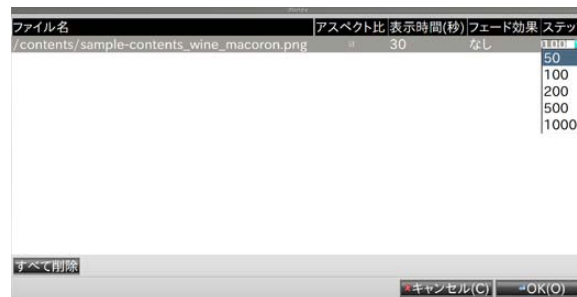 ファイル名 アスペクト比 表示時間(秒) フェード効果 ステップ
/contents/sample-contents_wine_macoron.png 30 なし 100
50
100
200
500
1000
すべて削除
キャンセル(C) OK(O)